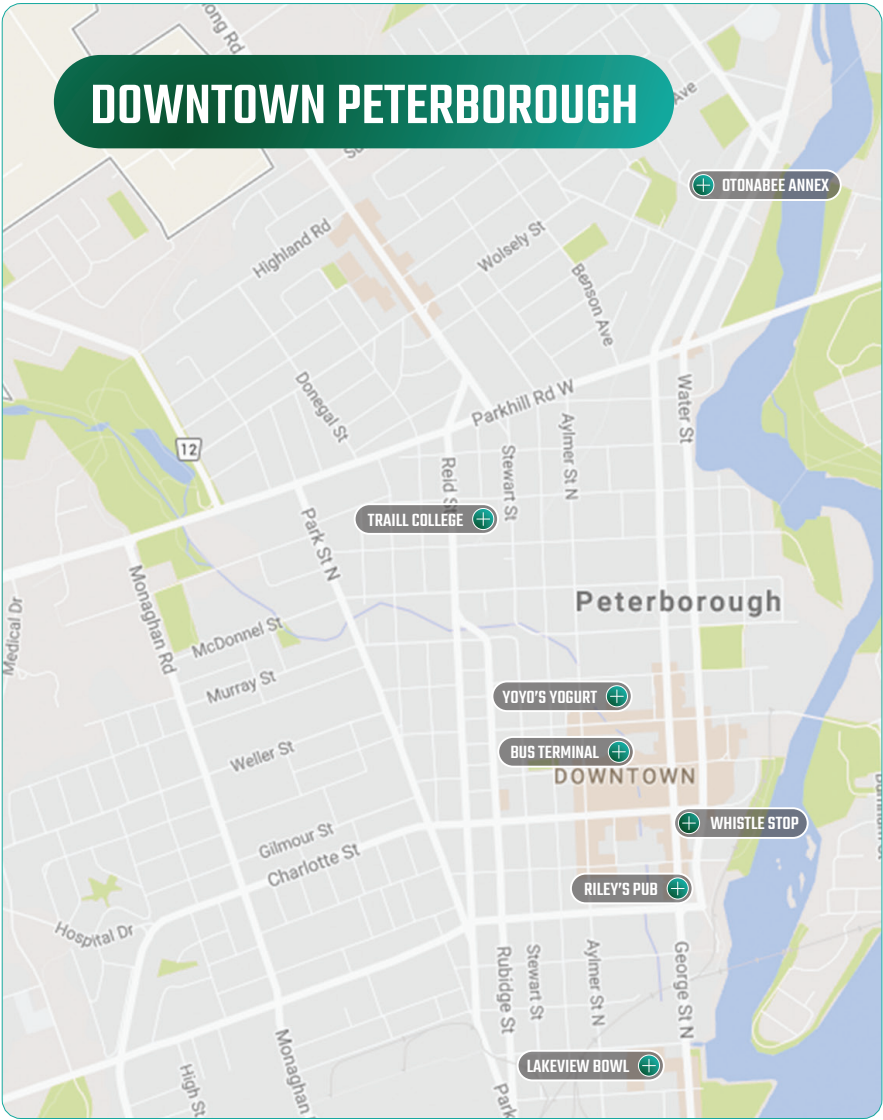 ong Rd
DOWNTOWN PETERBOROUGH
Ave
OTONABEE ANNEX
Highland Rd
Wolsely St
Benson Ave
Donegal St
Parkhill Rd W
Water St
12
Aylmer St N
Stewart St
Reid St
TRAILL COLLEGE
Park St N
Monaghan Rd
Medical Dr
Peterborough
McDonnel St
Murray St
YOYO'S YOGURT
Weller St
BUS TERMINAL
DOWNTOWN
WHISTLE STOP
Gilmour St
Charlotte St
RILEY'S PUB
Hospital Dr
Rubidge St
Stewart St
Aylmer St N
George St N
LAKEVIEW BOWL
High St
Monaghan
Park